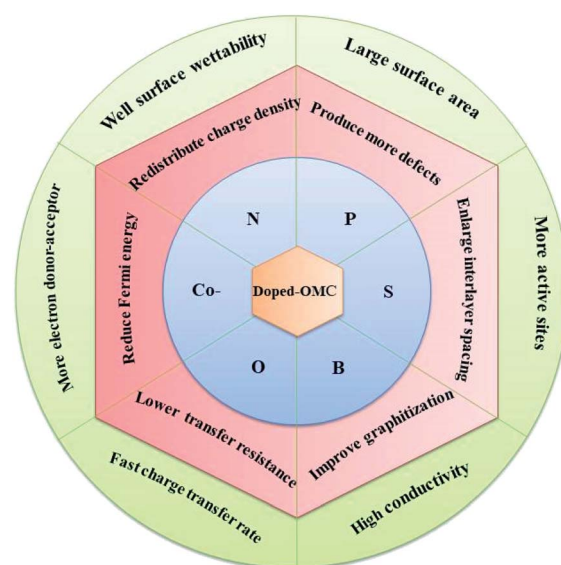 Well surface wettability
Large surface area
More active sites
High conductivity
Fast charge transfer rate
More electron donor-acceptor
Redistribute charge density
Produce more defects
Enlarge interlayer spacing
Improve graphitization
Lower transfer resistance
Reduce Fermi energy
N
P
S
B
O
Co-
Doped-OMC